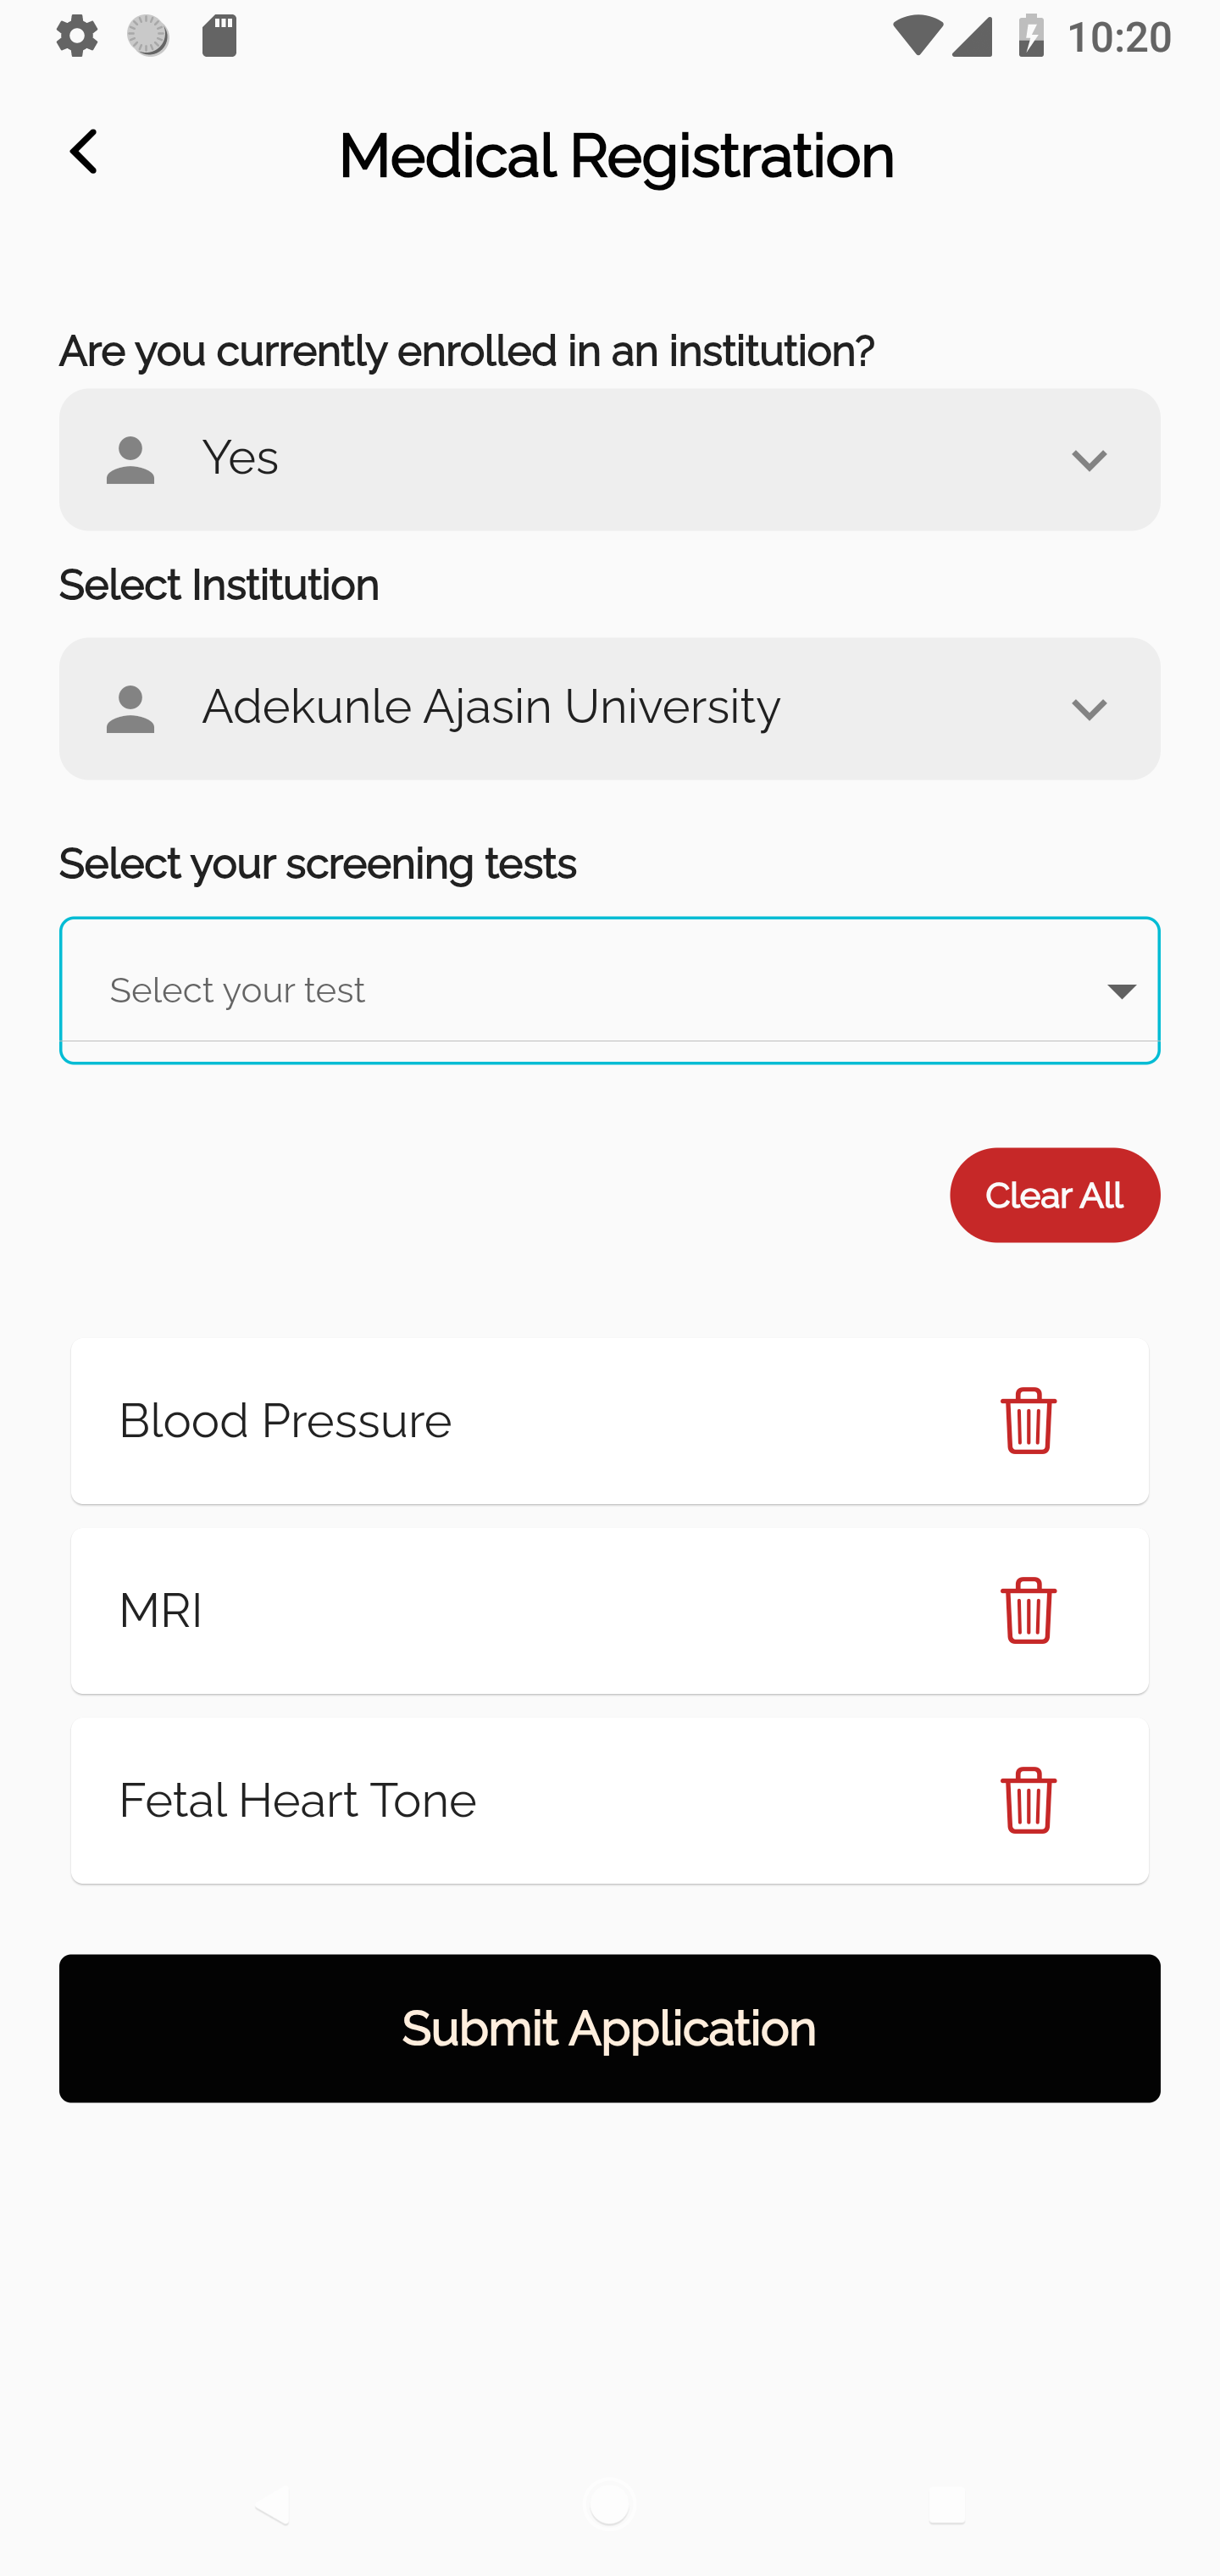 10:20
Medical Registration
Are you currently enrolled in an institution?
Yes
Select Institution
Adekunle Ajasin University
Select your screening tests
Select your test
Clear All
Blood Pressure
MRI
Fetal Heart Tone
Submit Application